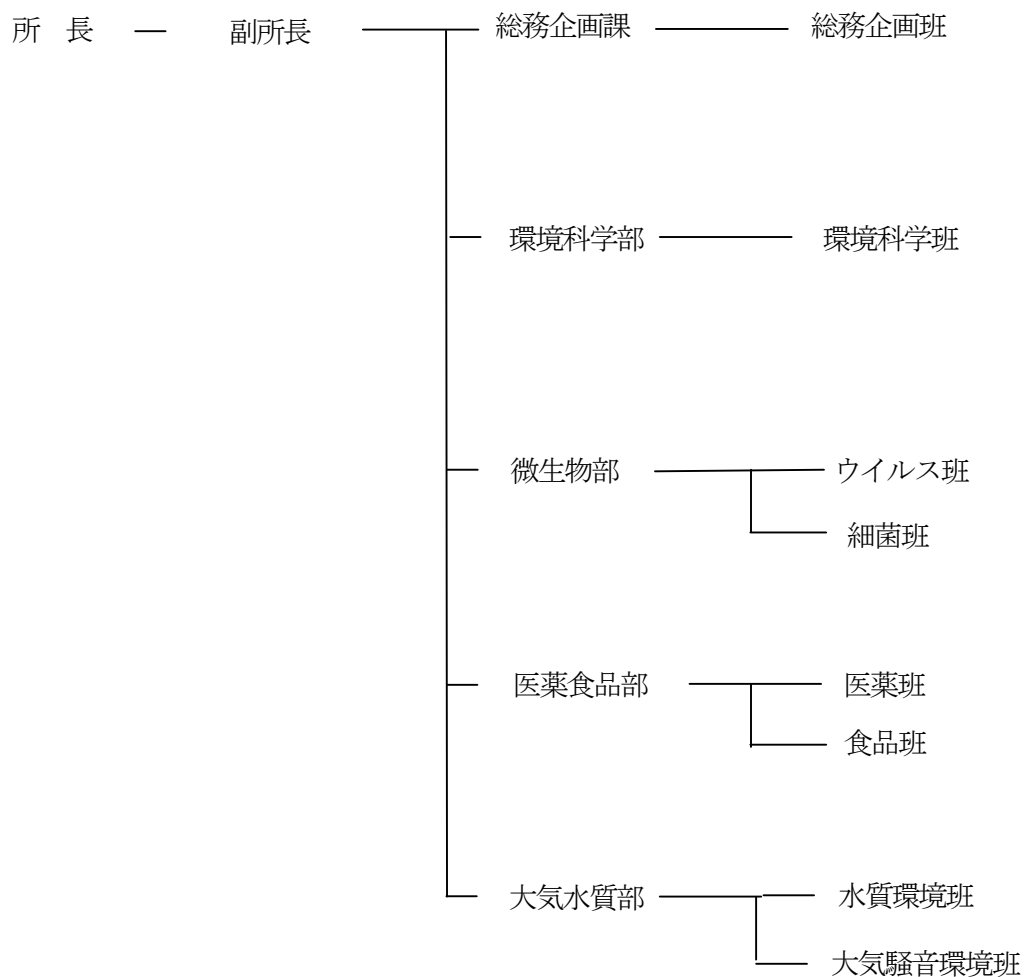 所　長 ― 副所長 総務企画課 総務企画班
環境科学部 環境科学班
微生物部 ウイルス班
細菌班
医薬食品部 医薬班
食品班
大気水質部 水質環境班
大気騒音環境班